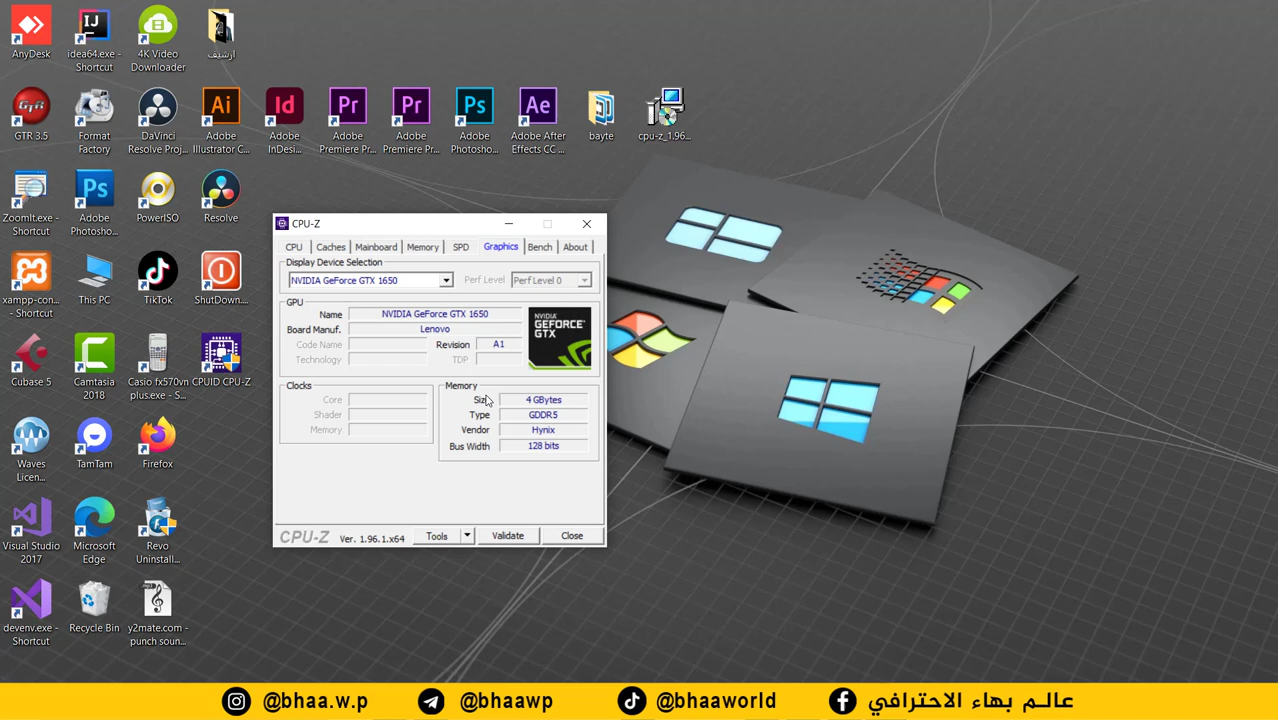 AnyDesk
idea64.exe -
Shortcut
4K Video
Downloader
ارشيف
GTR 3.5
Format
Factory
DaVinci
Resolve Proj...
Adobe
Illustrator C...
Adobe
InDesi...
Adobe
Premiere Pr...
Adobe
Premiere Pr...
Adobe
Photosho...
Adobe After
Effects CC ...
bayte
cpu-z_1.96...
ZoomIt.exe -
Shortcut
Adobe
Photosho...
PowerISO
Resolve
xampp-con...
- Shortcut
This PC
TikTok
ShutDown....
Cubase 5
Camtasia
2018
Casio fx570vn
plus.exe - S...
CPUID CPU-Z
Waves
Licen...
TamTam
Firefox
Visual Studio
2017
Microsoft
Edge
Revo
Uninstall...
devenv.exe -
Shortcut
Recycle Bin
y2mate.com -
punch soun...
CPU-Z
CPU Caches Mainboard Memory SPD Graphics Bench About
Display Device Selection
NVIDIA GeForce GTX 1650 Perf Level Perf Level 0
GPU
Name NVIDIA GeForce GTX 1650
Board Manuf. Lenovo
Code Name Revision A1
Technology TDP
NVIDIA
GEFORCE
GTX
Clocks
Core
Shader
Memory
Memory
Size 4 GBytes
Type GDDR5
Vendor Hynix
Bus Width 128 bits
CPU-Z Ver. 1.96.1.x64 Tools Validate Close
@bhaa.w.p @bhaawp @bhaaworld عالم بهاء الاحترافي